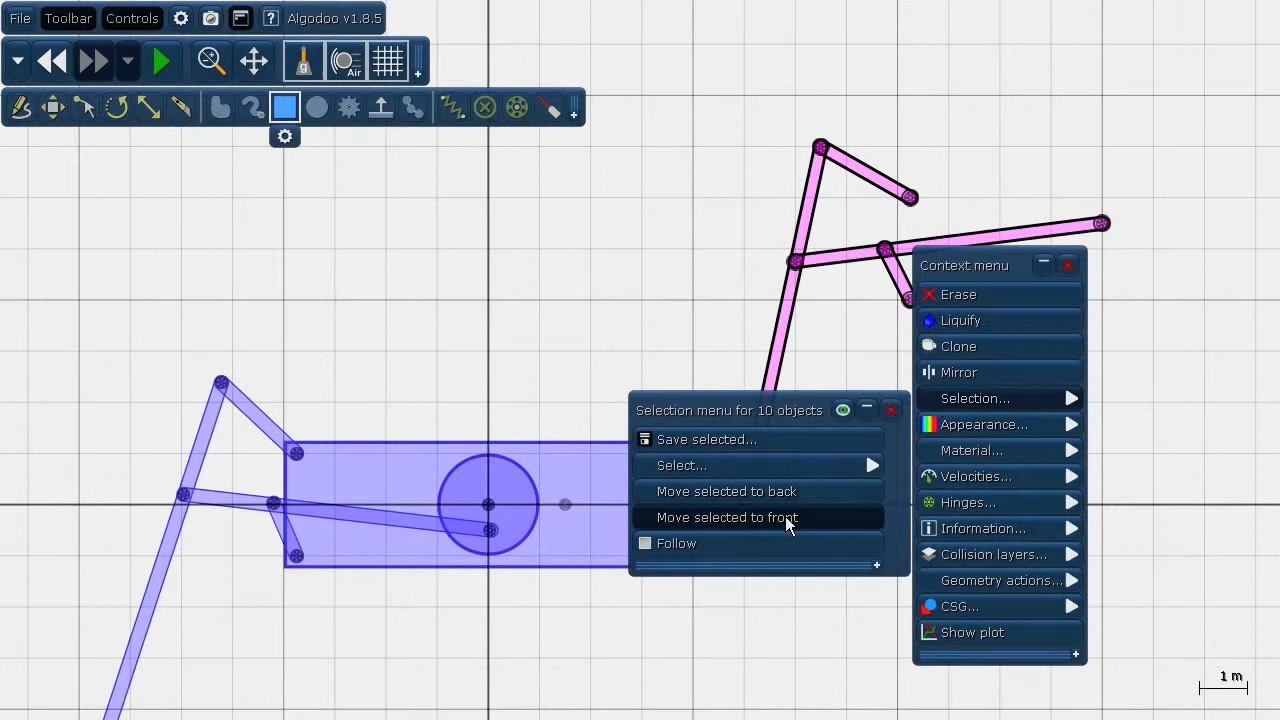 File Toolbar Controls ? Algodoo v1.8.5
g Air
Context menu
Erase
Liquify
Clone
Mirror
Selection...
Appearance...
Material...
Velocities...
Hinges...
Information...
Collision layers...
Geometry actions...
CSG...
Show plot
Selection menu for 10 objects
Save selected...
Select...
Move selected to back
Move selected to front
Follow
1 m